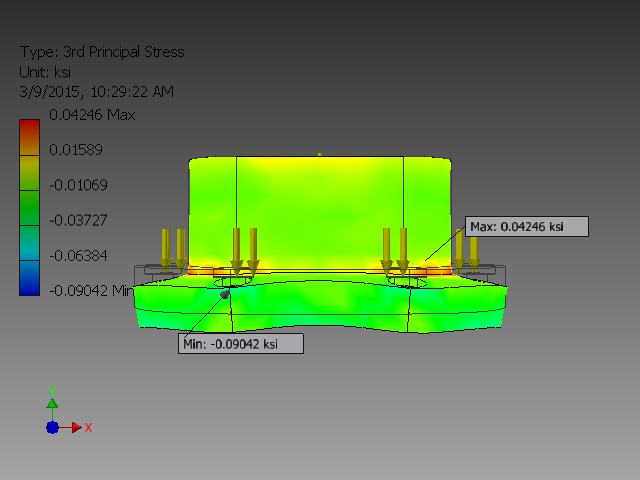 Type: 3rd Principal Stress
Unit: ksi
3/9/2015, 10:29:22 AM
0.04246 Max
0.01589
-0.01069
-0.03727
-0.06384
-0.09042 Min
Max: 0.04246 ksi
Min: -0.09042 ksi
Y
X